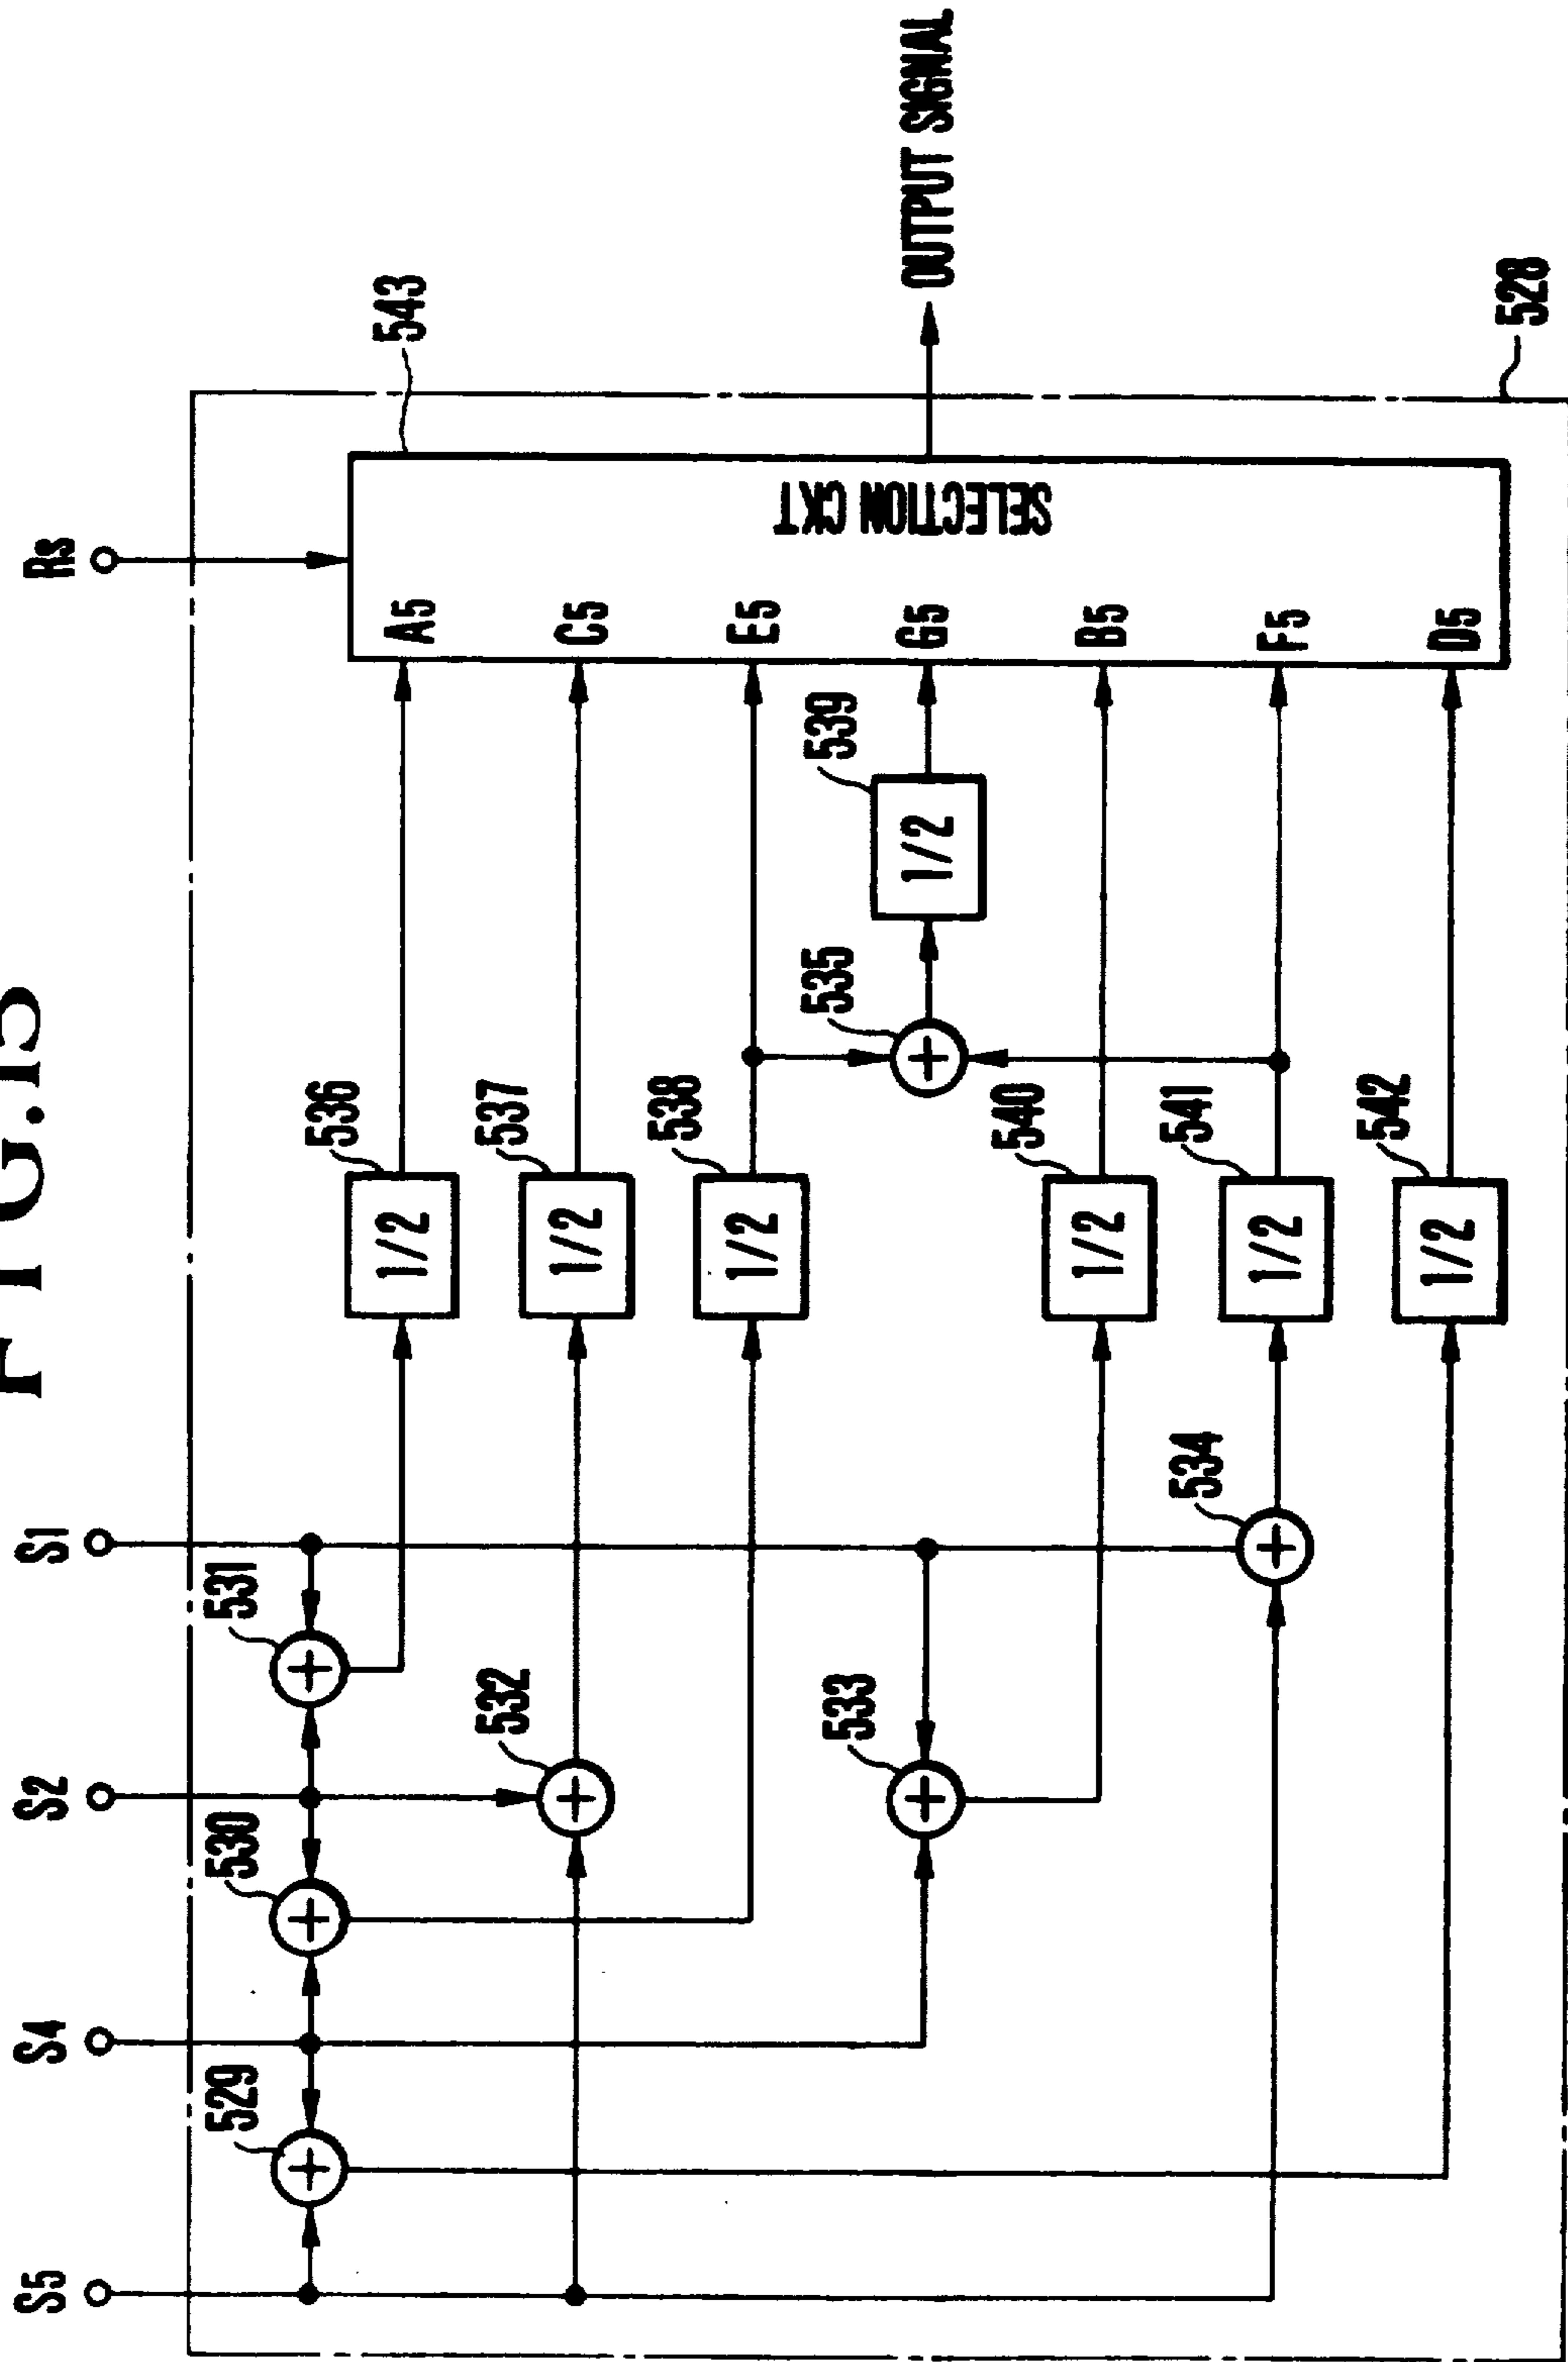 FIG.15
S5
S4
S2
S1
Rs
529
530
531
532
533
534
536
1/2
537
1/2
538
1/2
535
539
1/2
540
1/2
541
1/2
542
1/2
A5
C5
E5
G5
B5
F5
D5
SELECTION CKT
543
OUTPUT SIGNAL
528